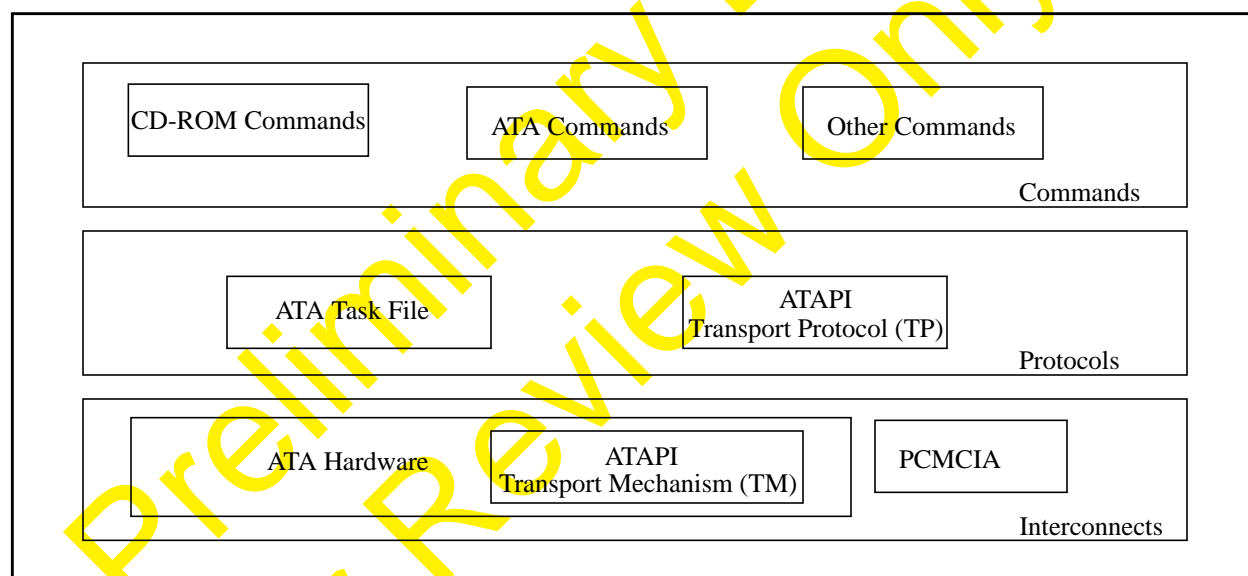 CD-ROM Commands
ATA Commands
Other Commands
Commands
ATA Task File
ATAPI
Transport Protocol (TP)
Protocols
ATA Hardware
ATAPI
Transport Mechanism (TM)
PCMCIA
Interconnects
Preliminary
Review Only